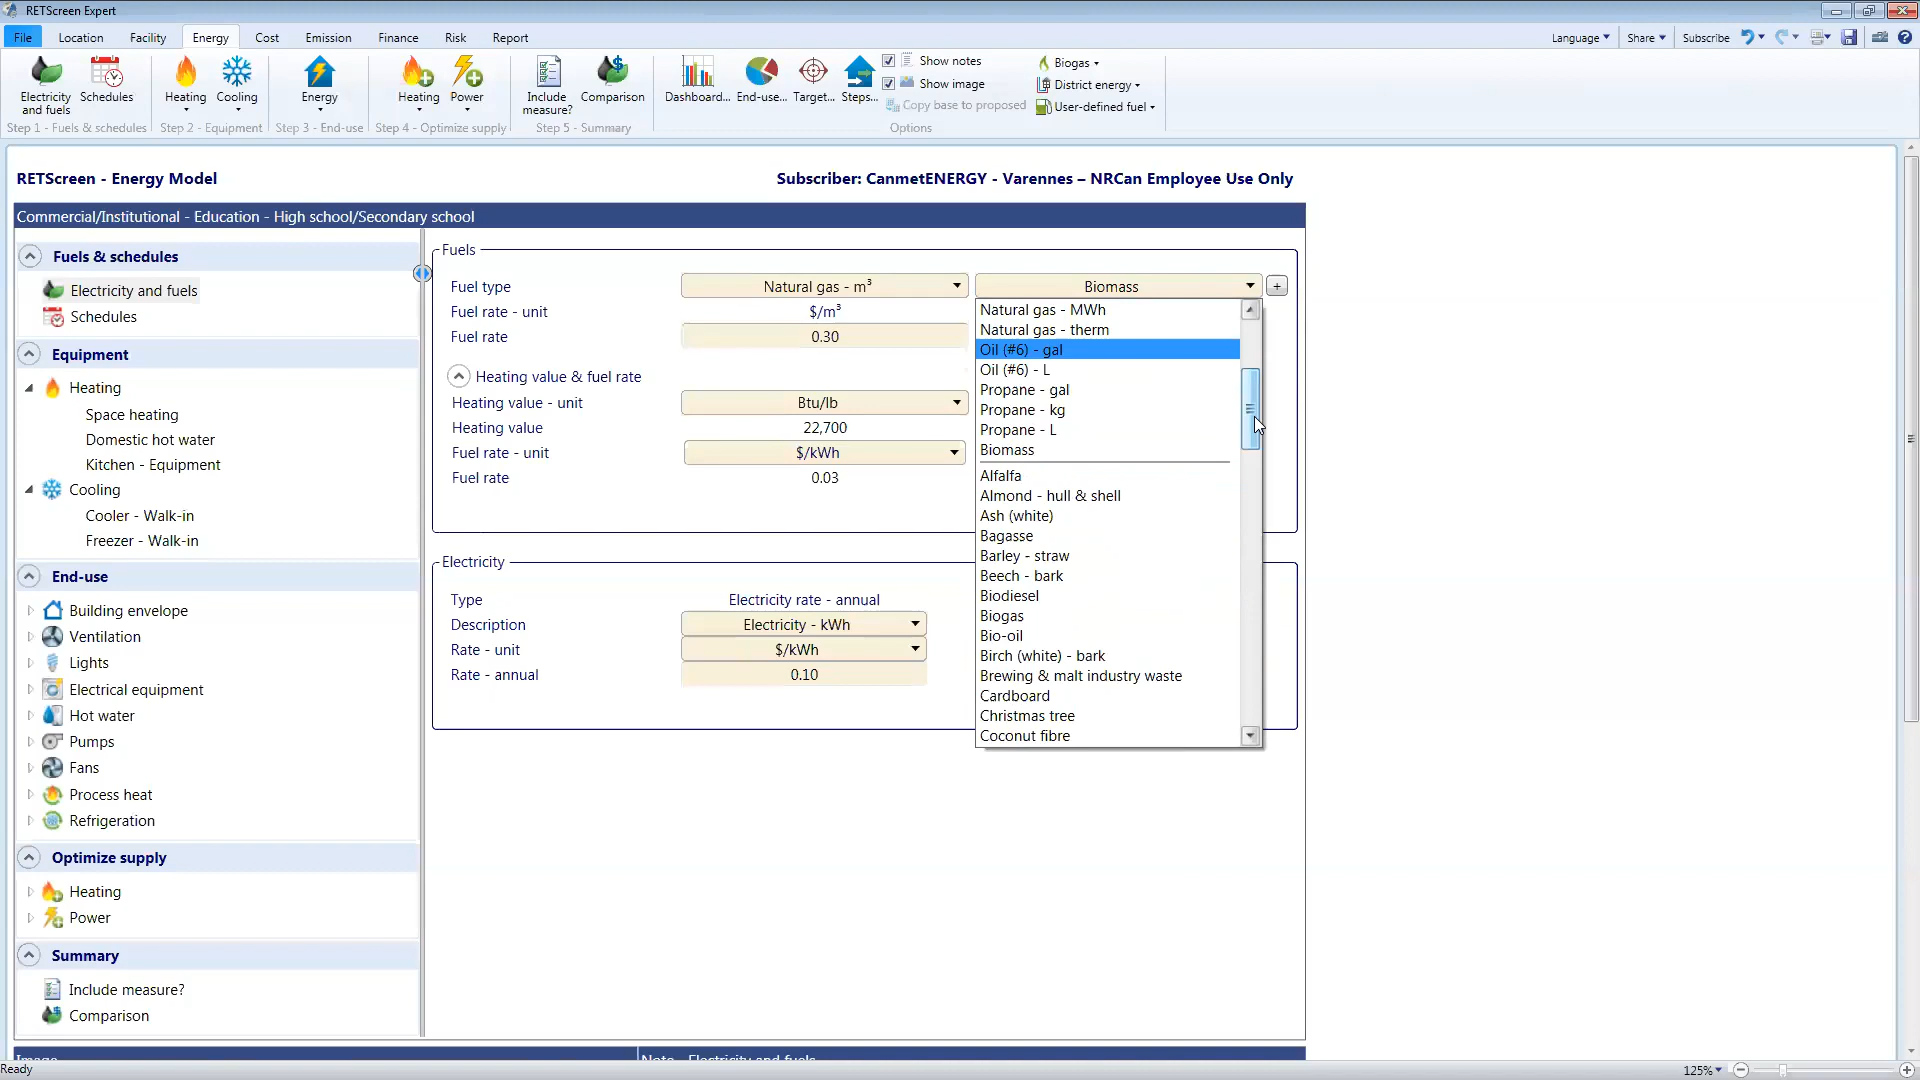 RETScreen Expert
File Location Facility Energy Cost Emission Finance Risk Report Language Share Subscribe
Electricity and fuels
Schedules
Step 1 - Fuels & schedules
Heating
Cooling
Step 2 - Equipment
Energy
Step 3 - End-use
Heating
Power
Step 4 - Optimize supply
Include measure?
Comparison
Step 5 - Summary
Dashboard...
End-use...
Target...
Steps...
Show notes
Show image
Copy base to proposed
Biogas
District energy
User-defined fuel
Options
RETScreen - Energy Model
Subscriber: CanmetENERGY - Varennes – NRCan Employee Use Only
Commercial/Institutional - Education - High school/Secondary school
Fuels & schedules
Electricity and fuels
Schedules
Equipment
Heating
Space heating
Domestic hot water
Kitchen - Equipment
Cooling
Cooler - Walk-in
Freezer - Walk-in
End-use
Building envelope
Ventilation
Lights
Electrical equipment
Hot water
Pumps
Fans
Process heat
Refrigeration
Optimize supply
Heating
Power
Summary
Include measure?
Comparison
Fuels
Fuel type Natural gas - m³ Biomass +
Fuel rate - unit $/m³
Fuel rate 0.30
Heating value & fuel rate
Heating value - unit Btu/lb
Heating value 22,700
Fuel rate - unit $/kWh
Fuel rate 0.03
Electricity
Type Electricity rate - annual
Description Electricity - kWh
Rate - unit $/kWh
Rate - annual 0.10
Natural gas - MWh
Natural gas - therm
Oil (#6) - gal
Oil (#6) - L
Propane - gal
Propane - kg
Propane - L
Biomass
Alfalfa
Almond - hull & shell
Ash (white)
Bagasse
Barley - straw
Beech - bark
Biodiesel
Biogas
Bio-oil
Birch (white) - bark
Brewing & malt industry waste
Cardboard
Christmas tree
Coconut fibre
Image
Note - Electricity and fuels
Ready
125%